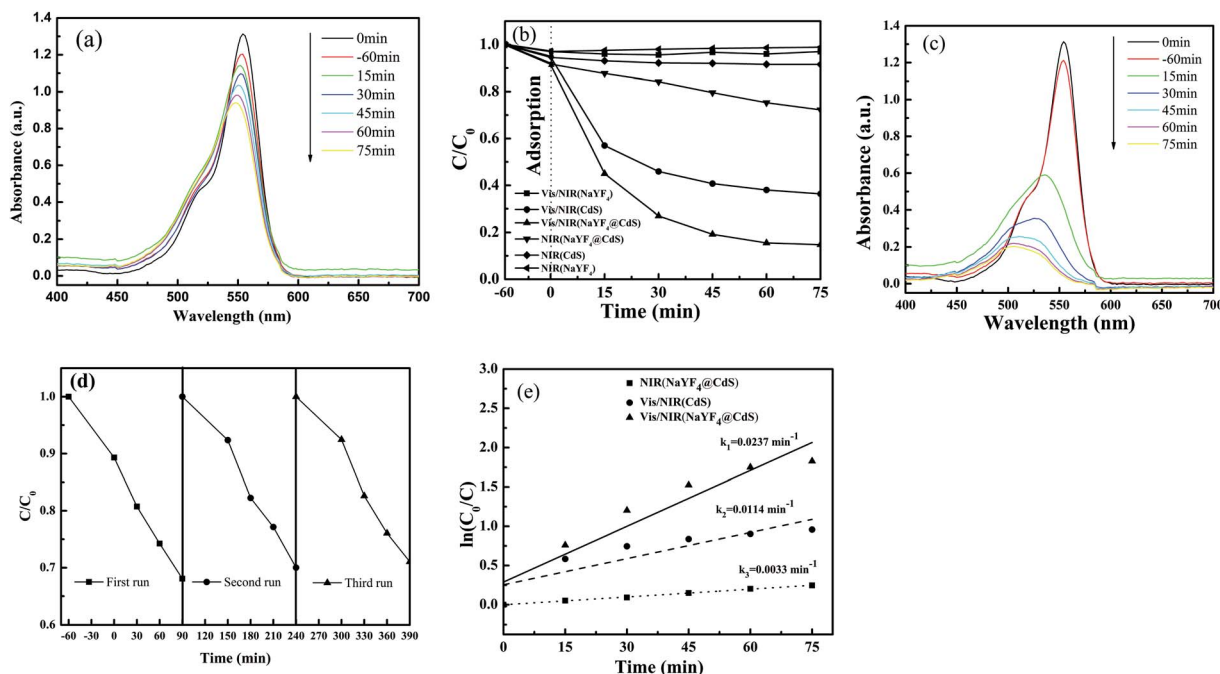 (a)
0min
-60min
15min
30min
45min
60min
75min
Absorbance (a.u.)
1.4
1.2
1.0
0.8
0.6
0.4
0.2
0.0
400 450 500 550 600 650 700
Wavelength (nm)
(b)
Adsorption
C/C₀
1.0
0.8
0.6
0.4
0.2
0.0
Vis/NIR(NaYF₄)
Vis/NIR(CdS)
Vis/NIR(NaYF₄@CdS)
NIR(NaYF₄@CdS)
NIR(CdS)
NIR(NaYF₄)
-60 0 15 30 45 60 75
Time (min)
(c)
0min
-60min
15min
30min
45min
60min
75min
Absorbance (a.u.)
1.4
1.2
1.0
0.8
0.6
0.4
0.2
0.0
400 450 500 550 600 650 700
Wavelength (nm)
(d)
C/C₀
1.0
0.9
0.8
0.7
0.6
First run
Second run
Third run
-60 -30 0 30 60 90 120 150 180 210 240 270 300 330 360 390
Time (min)
(e)
NIR(NaYF₄@CdS)
Vis/NIR(CdS)
Vis/NIR(NaYF₄@CdS)
k₁=0.0237 min⁻¹
k₂=0.0114 min⁻¹
k₃=0.0033 min⁻¹
ln(C₀/C)
3.0
2.5
2.0
1.5
1.0
0.5
0.0
0 15 30 45 60 75
Time (min)